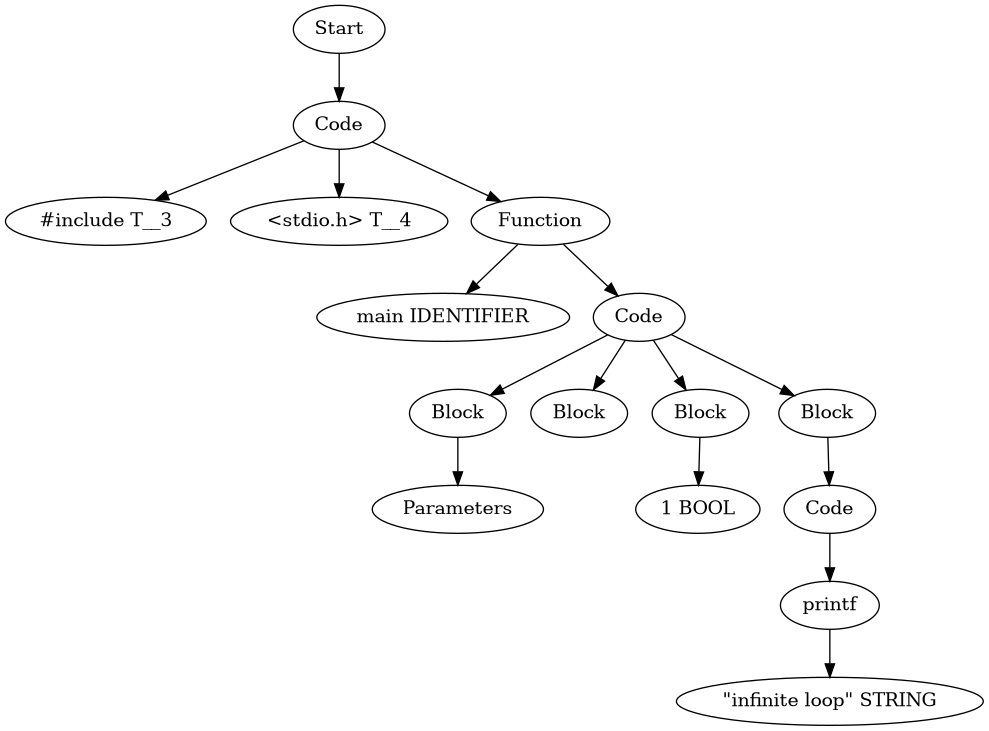 Start
Code
#include T__3
<stdio.h> T__4
Function
main IDENTIFIER
Code
Block
Block
Block
Block
Parameters
1 BOOL
Code
printf
"infinite loop" STRING